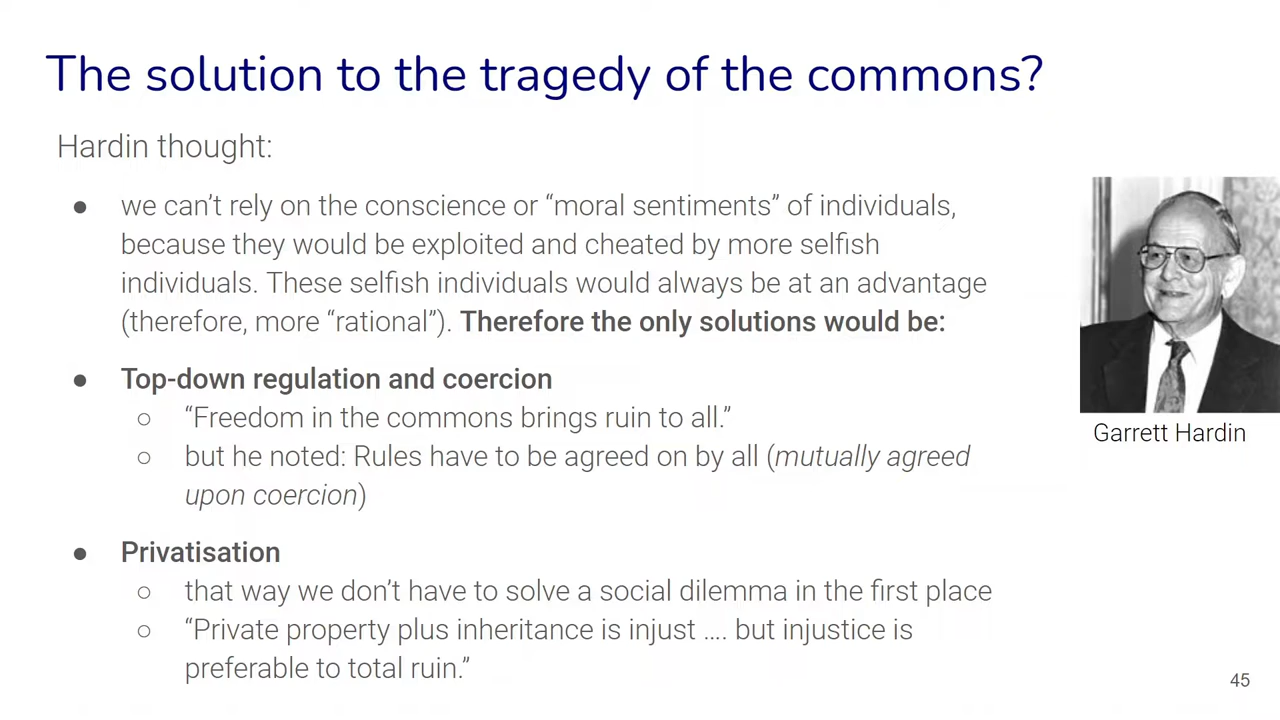 The solution to the tragedy of the commons?
Hardin thought:
● we can’t rely on the conscience or “moral sentiments” of individuals,
because they would be exploited and cheated by more selfish
individuals. These selfish individuals would always be at an advantage
(therefore, more “rational”). Therefore the only solutions would be:
● Top-down regulation and coercion
○ “Freedom in the commons brings ruin to all.”
○ but he noted: Rules have to be agreed on by all (mutually agreed
upon coercion)
● Privatisation
○ that way we don’t have to solve a social dilemma in the first place
○ “Private property plus inheritance is injust .... but injustice is
preferable to total ruin.”
Garrett Hardin
45